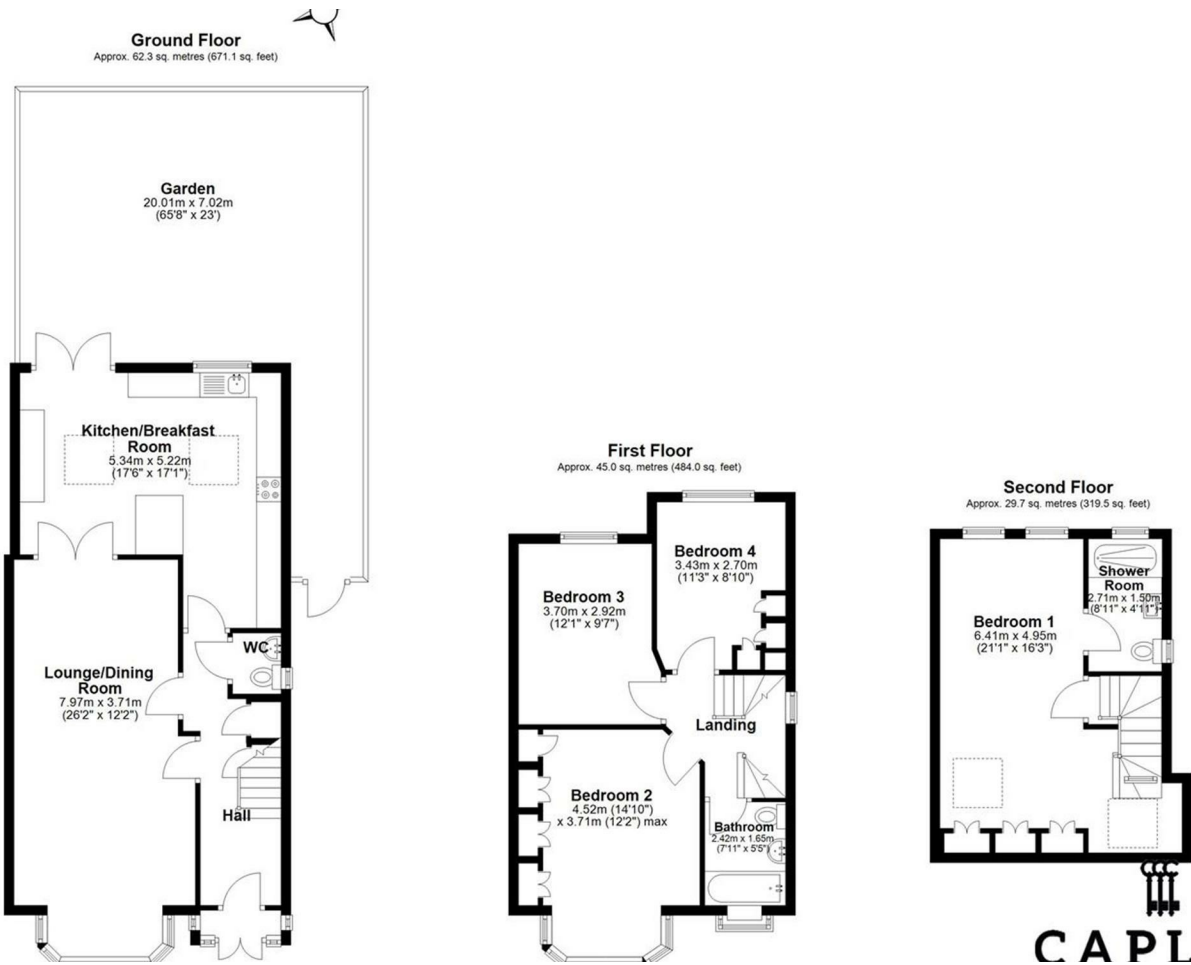 Ground Floor
Approx. 62.3 sq. metres (671.1 sq. feet)
Garden
20.01m x 7.02m
(65'8" x 23')
Kitchen/Breakfast
Room
5.34m x 5.22m
(17'6" x 17'1")
WC
Lounge/Dining
Room
7.97m x 3.71m
(26'2" x 12'2")
Hall
First Floor
Approx. 45.0 sq. metres (484.0 sq. feet)
Bedroom 4
3.43m x 2.70m
(11'3" x 8'10")
Bedroom 3
3.70m x 2.92m
(12'1" x 9'7")
Landing
Bedroom 2
4.52m (14'10")
x 3.71m (12'2") max
Bathroom
2.42m x 1.65m
(7'11" x 5'5")
Second Floor
Approx. 29.7 sq. metres (319.5 sq. feet)
Shower
Room
2.71m x 1.50m
(8'11" x 4'11")
Bedroom 1
6.41m x 4.95m
(21'1" x 16'3")
CAPL